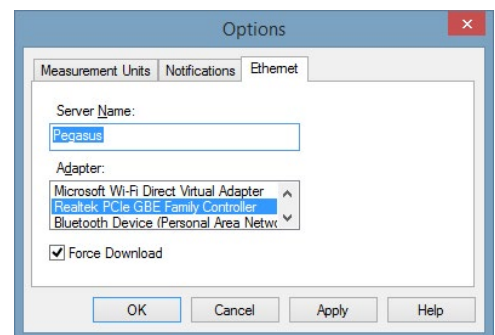 Options
Measurement Units Notifications Ethernet
Server Name:
Pegasus
Adapter:
Microsoft Wi-Fi Direct Virtual Adapter
Realtek PCIe GBE Family Controller
Bluetooth Device (Personal Area Netwo
Force Download
OK Cancel Apply Help